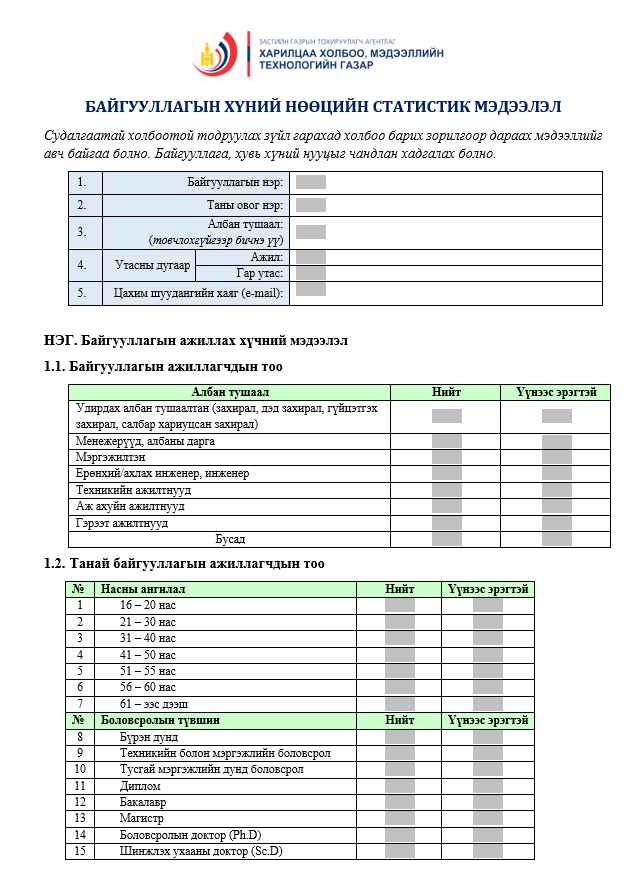 ЗАСГИЙН ГАЗРЫН ТОХИРУУЛАГЧ АГЕНТЛАГ
ХАРИЛЦАА ХОЛБОО, МЭДЭЭЛЛИЙН
ТЕХНОЛОГИЙН ГАЗАР
БАЙГУУЛЛАГЫН ХҮНИЙ НӨӨЦИЙН СТАТИСТИК МЭДЭЭЛЭЛ
Судалгаатай холбоотой тодруулах зүйл гарахад холбоо барих зорилгоор дараах мэдээллийг
авч байгаа болно. Байгууллага, хувь хүний нууцыг чандлан хадгалах болно.
1. Байгууллагын нэр:
2. Таны овог нэр:
3. Албан тушаал:
(товчлохгүйгээр бичнэ үү)
4. Утасны дугаар Ажил:
Гар утас:
5. Цахим шуудангийн хаяг (e-mail):
НЭГ. Байгууллагын ажиллах хүчний мэдээлэл
1.1. Байгууллагын ажиллагчдын тоо
Албан тушаал Нийт Үүнээс эрэгтэй
Удирдах албан тушаалтан (захирал, дэд захирал, гүйцэтгэх
захирал, салбар хариуцсан захирал)
Менежерүүд, албаны дарга
Мэргэжилтэн
Ерөнхий/ахлах инженер, инженер
Техникийн ажилтнууд
Аж ахуйн ажилтнууд
Гэрээт ажилтнууд
Бусад
1.2. Танай байгууллагын ажиллагчдын тоо
№ Насны ангилал Нийт Үүнээс эрэгтэй
1 16 – 20 нас
2 21 – 30 нас
3 31 – 40 нас
4 41 – 50 нас
5 51 – 55 нас
6 56 – 60 нас
7 61 – ээс дээш
№ Боловсролын түвшин Нийт Үүнээс эрэгтэй
8 Бүрэн дунд
9 Техникийн болон мэргэжлийн боловсрол
10 Тусгай мэргэжлийн дунд боловсрол
11 Диплом
12 Бакалавр
13 Магистр
14 Боловсролын доктор (Ph.D)
15 Шинжлэх ухааны доктор (Sc.D)